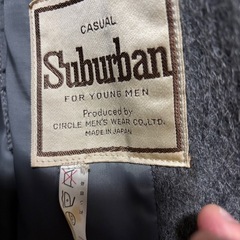 CASUAL
Suburban
FOR YOUNG MEN
Produced by
CIRCLE MEN'S WEAR CO.,LTD.
MADE IN JAPAN